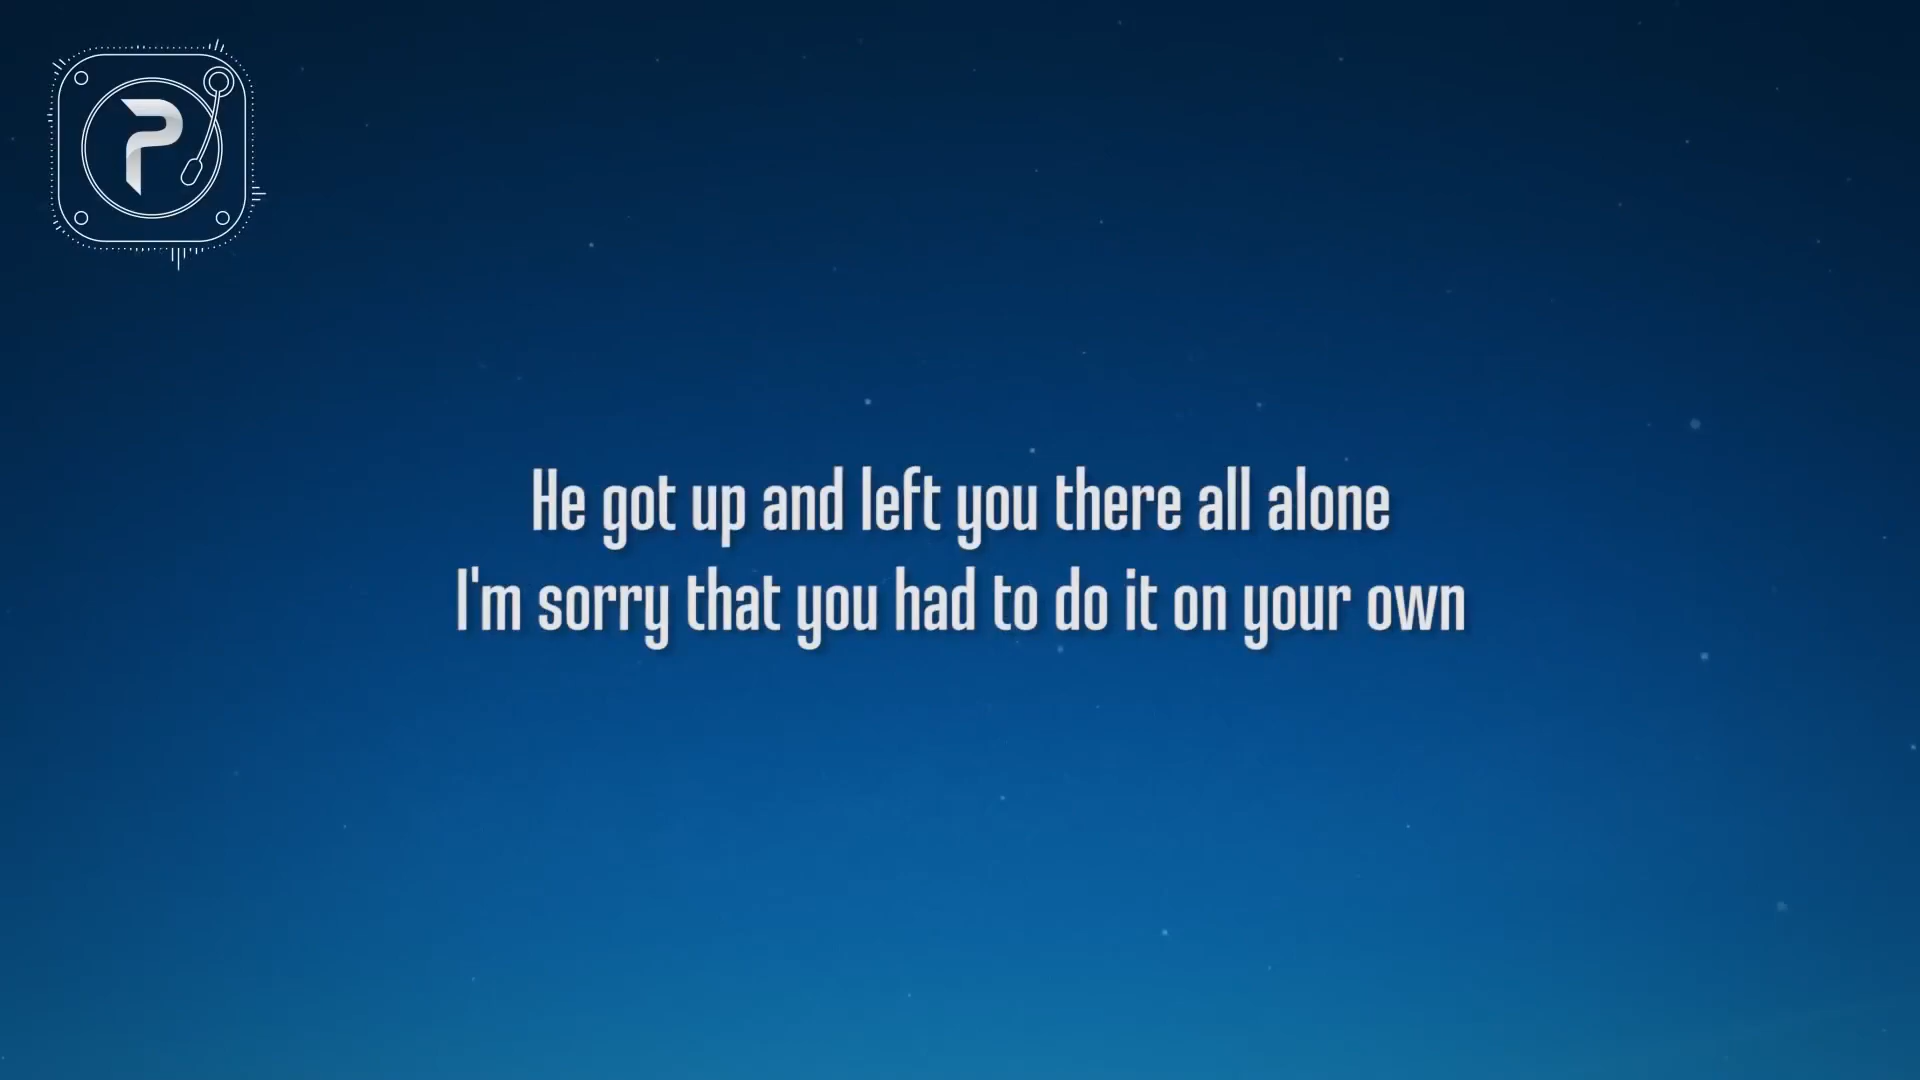 P
He got up and left you there all alone
I'm sorry that you had to do it on your own